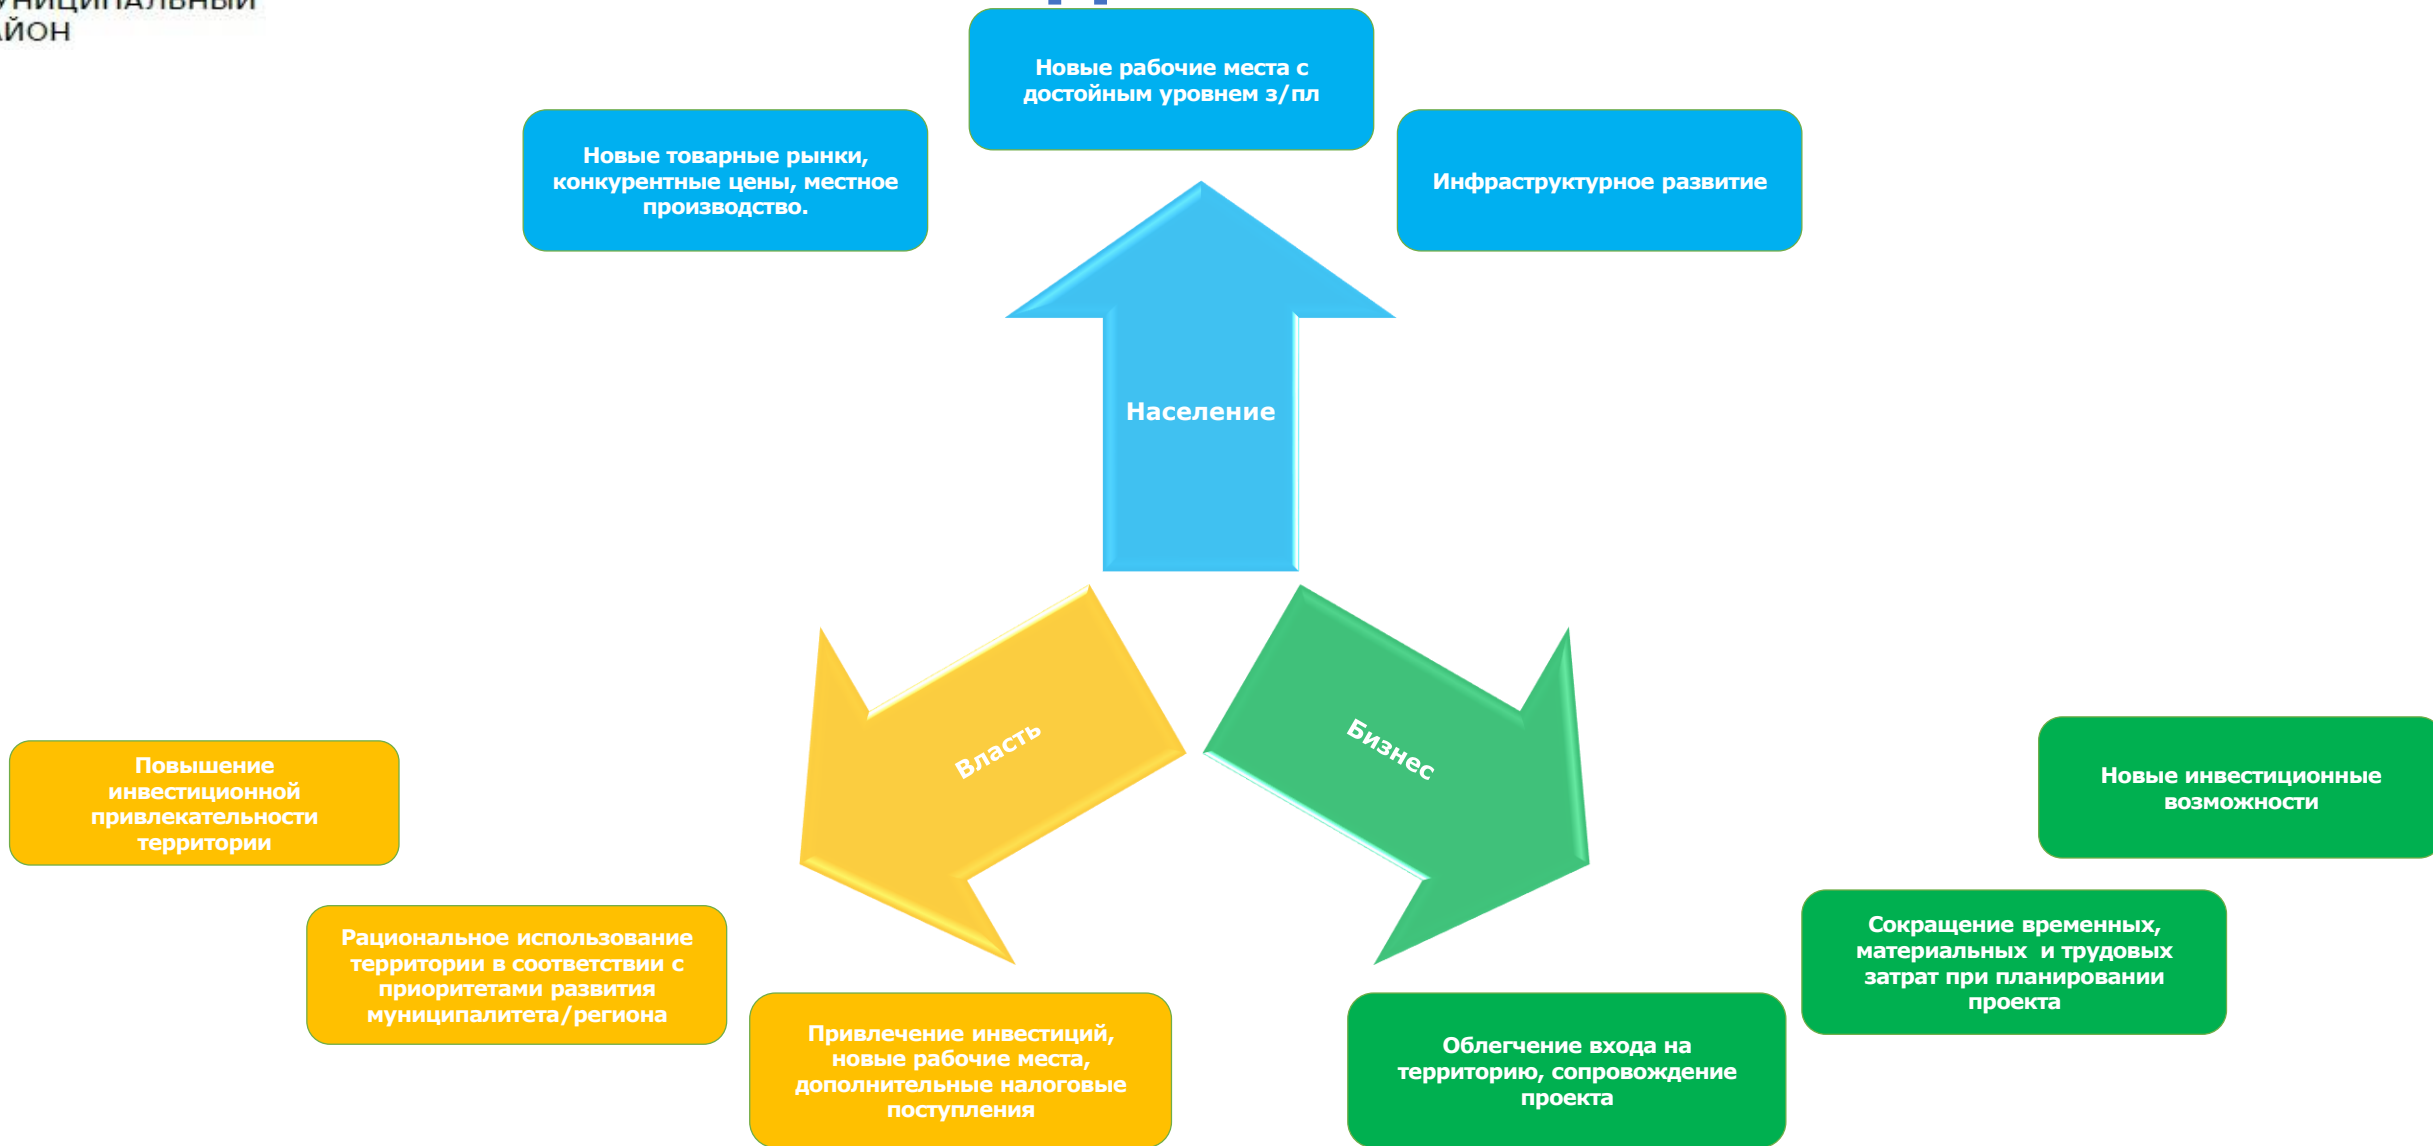 АЙОН
Новые рабочие места с
достойным уровнем з/пл
Новые товарные рынки,
конкурентные цены, местное
производство.
Инфраструктурное развитие
Население
Власть
Бизнес
Повышение
инвестиционной
привлекательности
территории
Рациональное использование
территории в соответствии с
приоритетами развития
муниципалитета/региона
Привлечение инвестиций,
новые рабочие места,
дополнительные налоговые
поступления
Новые инвестиционные
возможности
Сокращение временных,
материальных  и трудовых
затрат при планировании
проекта
Облегчение входа на
территорию, сопровождение
проекта